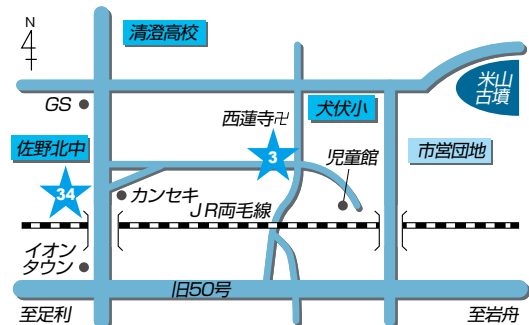 N
清澄高校
米山
古墳
GS
西蓮寺卍
犬伏小
佐野北中
3
児童館
市営団地
34
カンセキ
JR両毛線
イオン
タウン
旧50号
至足利
至岩舟